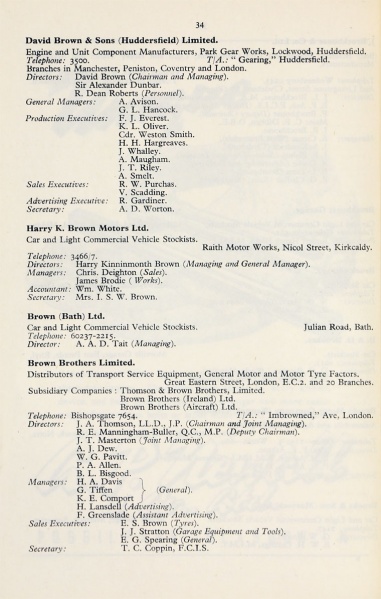 34
David Brown & Sons (Huddersfield) Limited.
Engine and Unit Component Manufacturers, Park Gear Works, Lockwood, Huddersfield.
Telephone: 3500. T/A.: " Gearing," Huddersfield.
Branches in Manchester, Peniston, Coventry and London.
Directors: David Brown (Chairman and Managing).
Sir Alexander Dunbar.
R. Dean Roberts (Personnel).
General Managers: A. Avison.
G. L. Hancock.
Production Executives: F. J. Everest.
K. L. Oliver.
Cdr. Weston Smith.
H. H. Hargreaves.
J. Whalley.
A. Maugham.
J. T. Riley.
A. Smelt.
Sales Executives: R. W. Purchas.
V. Scadding.
Advertising Executive: R. Gardiner.
Secretary: A. D. Worton.
Harry K. Brown Motors Ltd.
Car and Light Commercial Vehicle Stockists.
Raith Motor Works, Nicol Street, Kirkcaldy.
Telephone: 3466/7.
Directors: Harry Kinninmonth Brown (Managing and General Manager).
Managers: Chris. Deighton (Sales).
James Brodie ( Works).
Accountant: Wm. White.
Secretary: Mrs. I. S. W. Brown.
Brown (Bath) Ltd.
Car and Light Commercial Vehicle Stockists. Julian Road, Bath.
Telephone: 60237-2215.
Director: A. A. D. Tait (Managing).
Brown Brothers Limited.
Distributors of Transport Service Equipment, General Motor and Motor Tyre Factors.
Great Eastern Street, London, E.C.2. and 20 Branches.
Subsidiary Companies : Thomson & Brown Brothers, Limited.
Brown Brothers (Ireland) Ltd.
Brown Brothers (Aircraft) Ltd.
Telephone: Bishopsgate 7654. T/A.: " Imbrowned," Ave, London.
Directors: J. A. Thomson, LL.D., J.P. (Chairman and Joint Managing).
R. E. Manningham-Buller, Q.C., M.P. (Deputy Chairman).
J. T. Masterton (Joint Managing).
A. J. Dew.
W. G. Pavitt.
P. A. Allen.
B. L. Bisgood.
Managers: H. A. Davis
G. Tiffen (General).
K. E. Comport
H. Lansdell (Advertising).
F. Greenslade (Assistant Advertising).
Sales Executives: E. S. Brown (Tyres).
J. J. Stratton (Garage Equipment and Tools),
E. G. Spearing (General).
Secretary: T. C. Coppin, F.C.I.S.